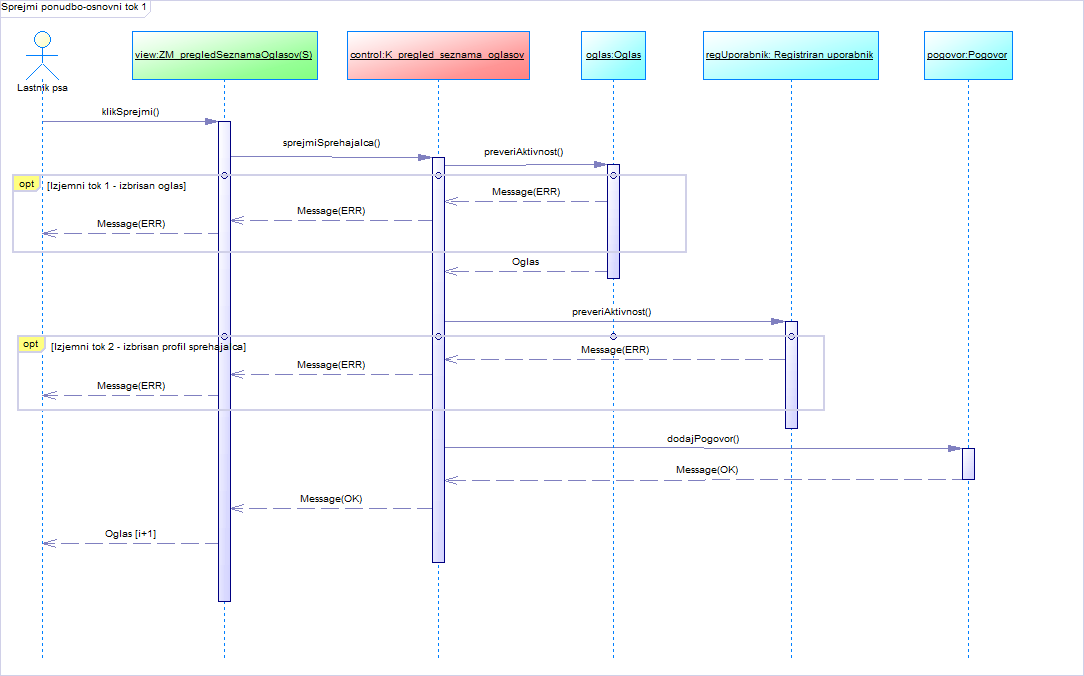 Sprejmi ponudbo-osnovni tok 1
view:ZM_pregledSeznamaOglasov(S)
control:K_pregled_seznama_oglasov
oglas:Oglas
regUporabnik: Registriran uporabnik
pogovor:Pogovor
Lastnik psa
klikSprejmi()
sprejmiSprehajalca()
preveriAktivnost()
opt
[Izjemni tok 1 - izbrisan oglas]
Message(ERR)
Message(ERR)
Message(ERR)
Oglas
preveriAktivnost()
opt
[Izjemni tok 2 - izbrisan profil sprehajalca]
Message(ERR)
Message(ERR)
Message(ERR)
dodajPogovor()
Message(OK)
Message(OK)
Oglas [i+1]